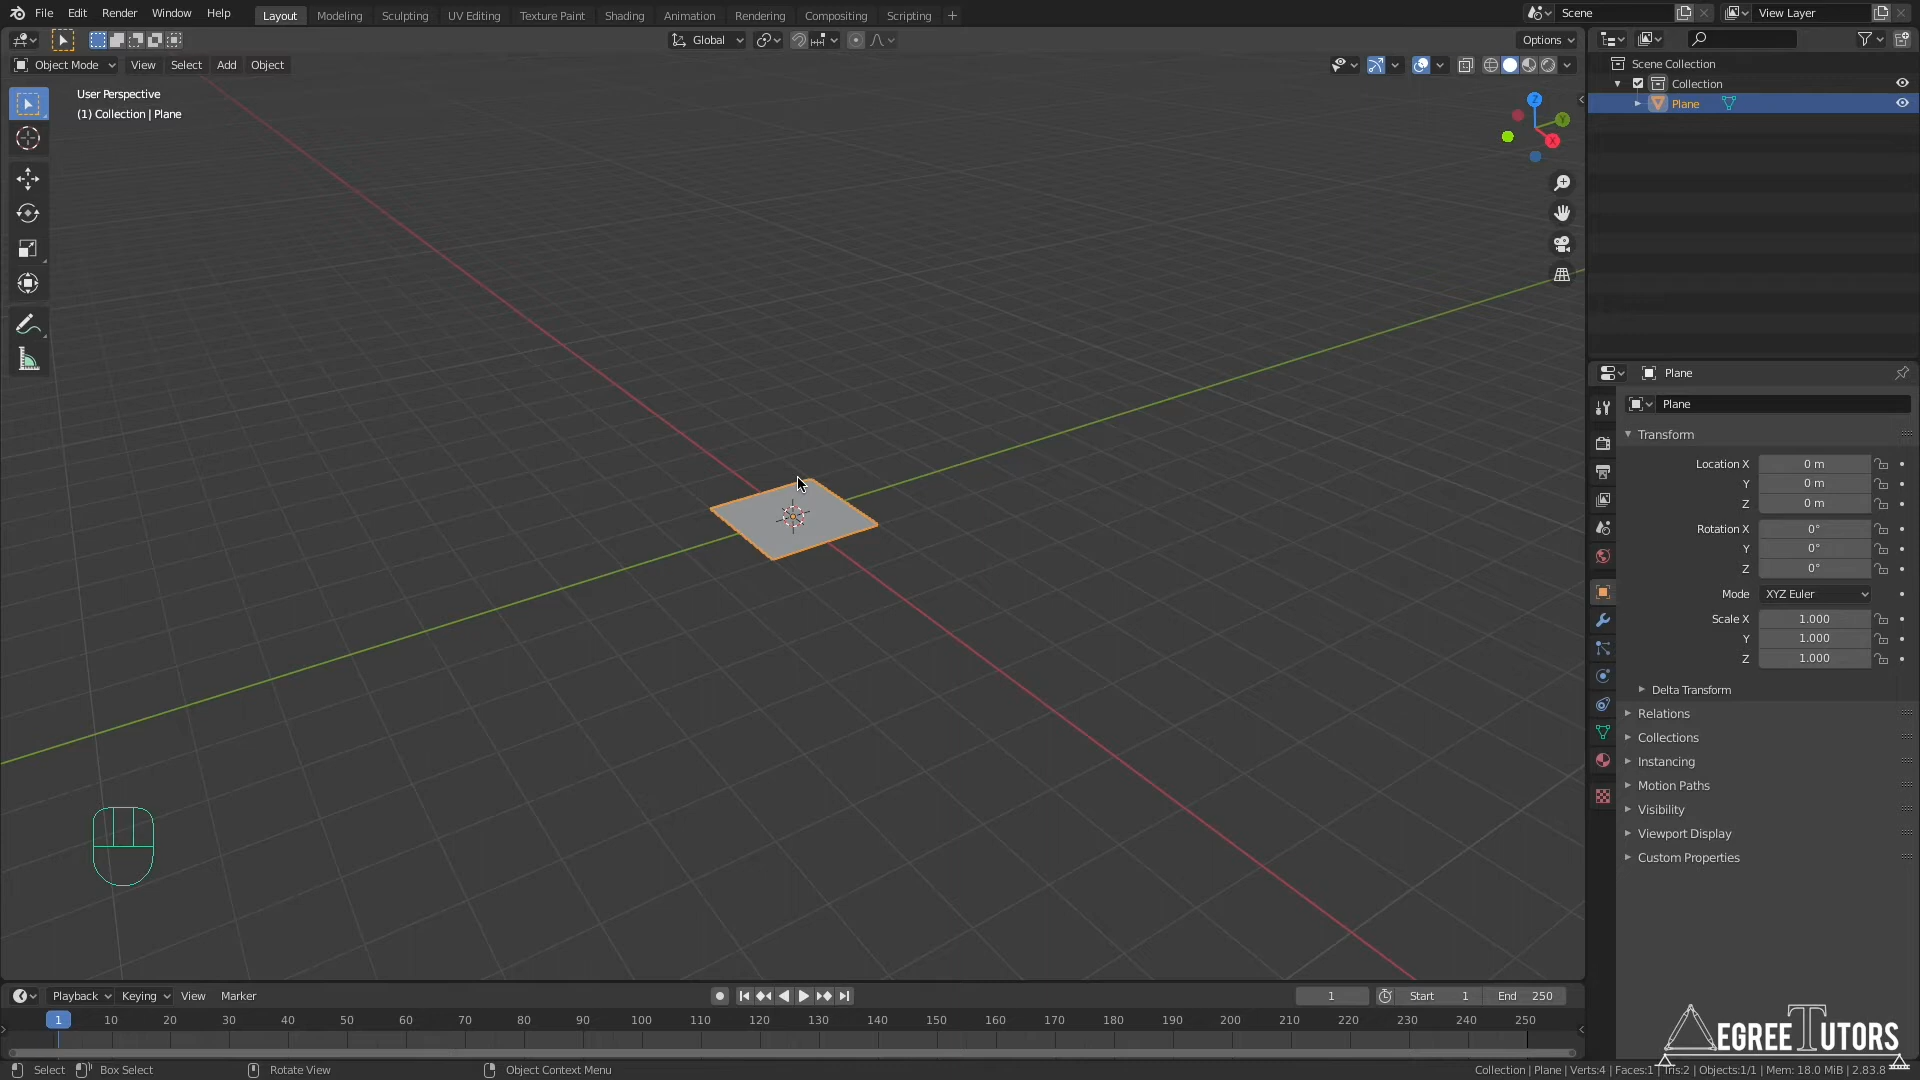 File Edit Render Window Help Layout Modeling Sculpting UV Editing Texture Paint Shading Animation Rendering Compositing Scripting + Scene View Layer
Global Options
Object Mode View Select Add Object
Scene Collection
Collection
Plane
User Perspective
(1) Collection | Plane
Z
Y
X
Plane
Plane
Transform
Location X 0 m
Y 0 m
Z 0 m
Rotation X 0°
Y 0°
Z 0°
Mode XYZ Euler
Scale X 1.000
Y 1.000
Z 1.000
Delta Transform
Relations
Collections
Instancing
Motion Paths
Visibility
Viewport Display
Custom Properties
Playback Keying View Marker 1 Start 1 End 250
1 10 20 30 40 50 60 70 80 90 100 110 120 130 140 150 160 170 180 190 200 210 220 230 240 250
EGREE TUTORS
Select Box Select Rotate View Object Context Menu Collection | Plane | Verts:4 | Faces:1 | Tris:2 | Objects:1/1 | Mem: 18.0 MiB | 2.83.8